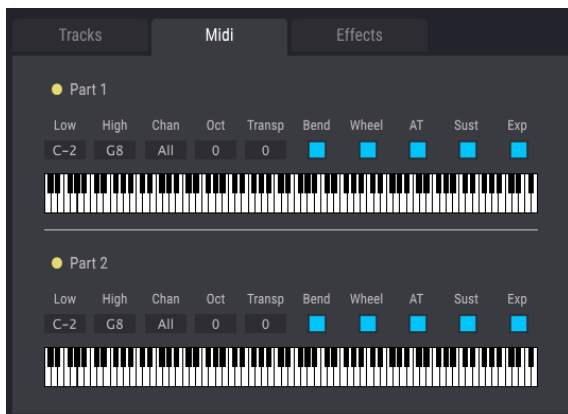 Tracks Midi Effects
Part 1
Low High Chan Oct Transp Bend Wheel AT Sust Exp
C-2 G8 All 0 0
Part 2
Low High Chan Oct Transp Bend Wheel AT Sust Exp
C-2 G8 All 0 0